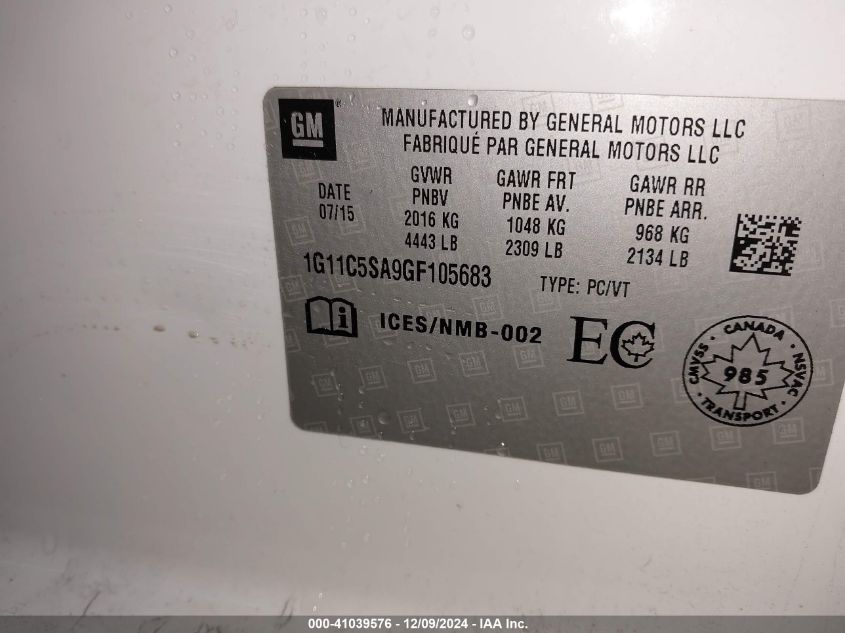 GM
MANUFACTURED BY GENERAL MOTORS LLC
FABRIQUÉ PAR GENERAL MOTORS LLC
DATE
07/15
GVWR
PNBV
2016 KG
4443 LB
GAWR FRT
PNBE AV.
1048 KG
2309 LB
GAWR RR
PNBE ARR.
968 KG
2134 LB
1G11C5SA9GF105683
TYPE: PC/VT
ICES/NMB-002
EC
CANADA
CMVSS
NSVAC
985
TRANSPORT
000-41039576 - 12/09/2024 - IAA Inc.